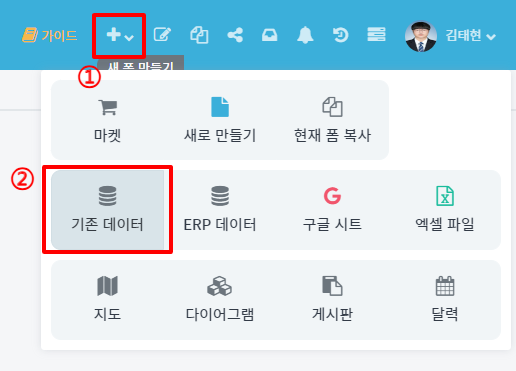 가이드 김태현
새 폼 만들기
①
마켓 새로 만들기 현재 폼 복사
②
기존 데이터 ERP 데이터 구글 시트 엑셀 파일
지도 다이어그램 게시판 달력